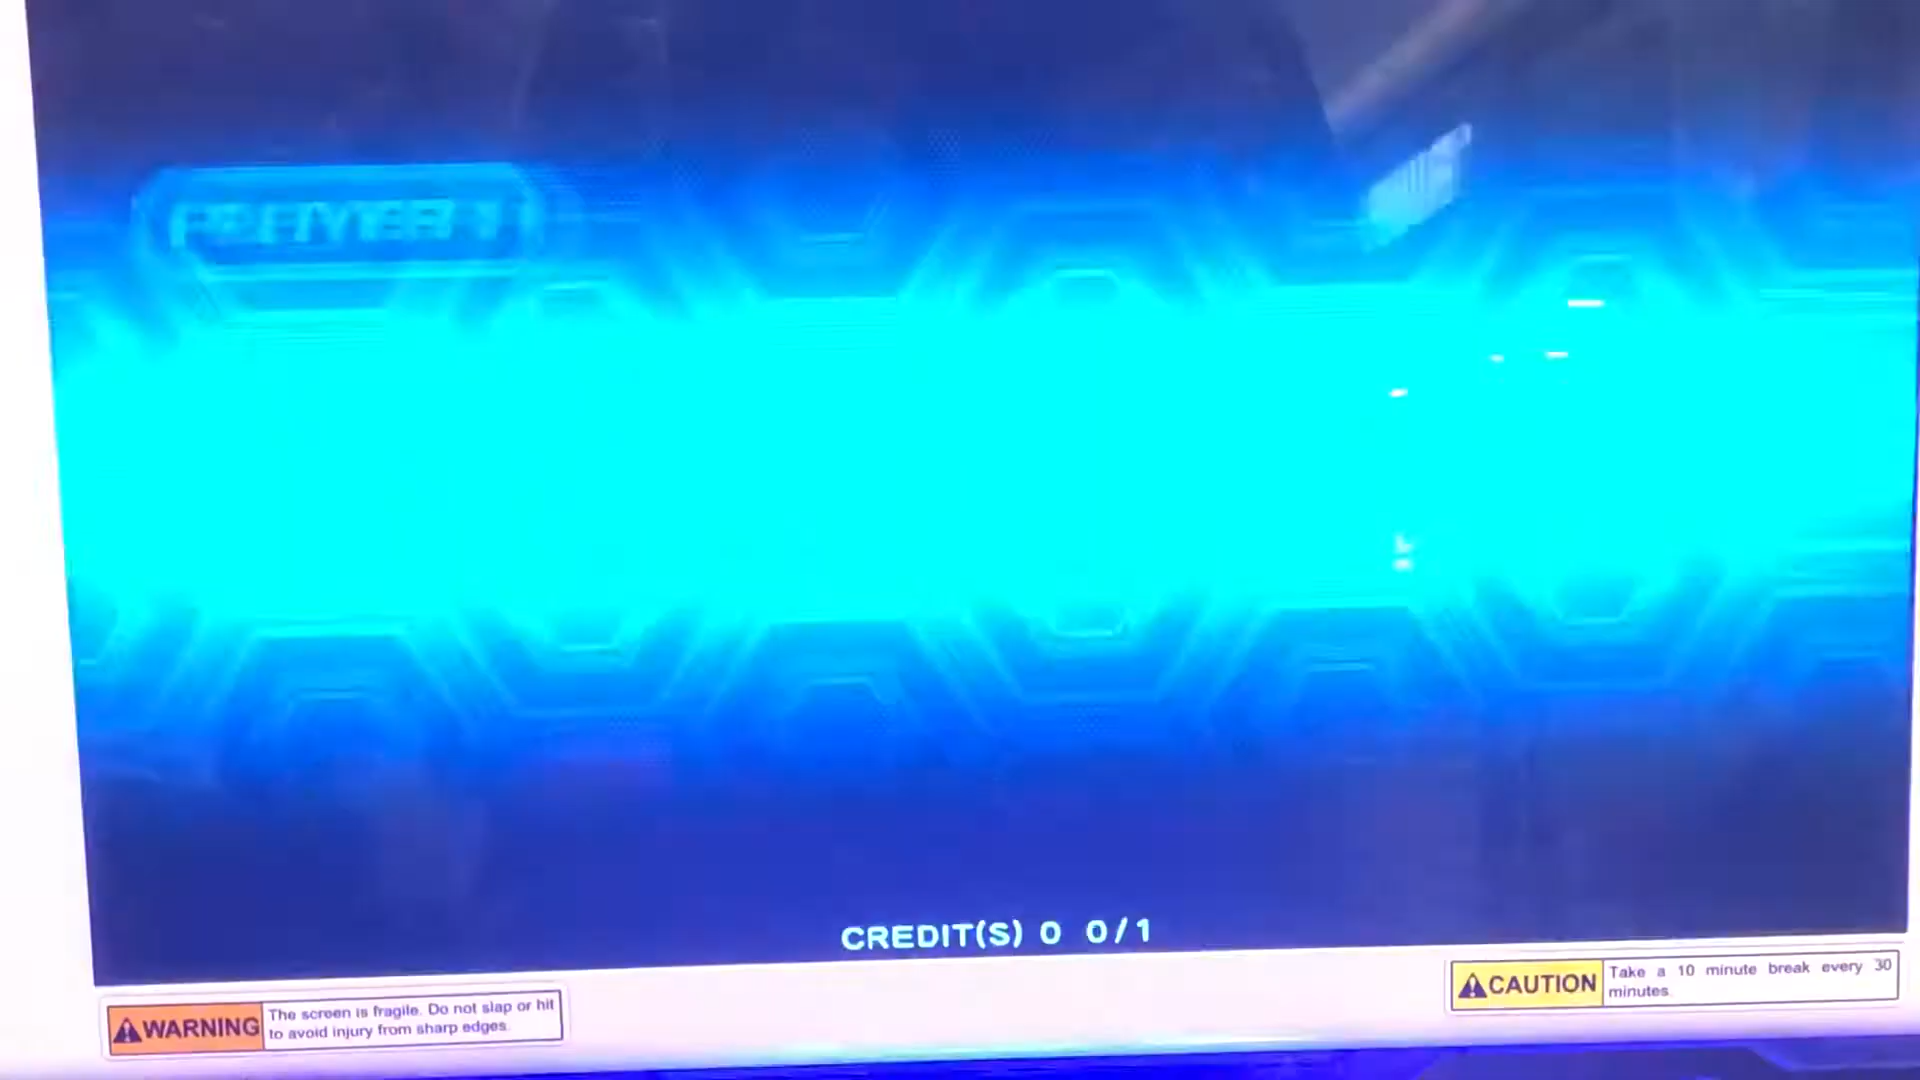 CREDIT(S) 0 0/1
WARNING
The screen is fragile. Do not slap or hit
to avoid injury from sharp edges.
CAUTION
Take a 10 minute break every 30
minutes.